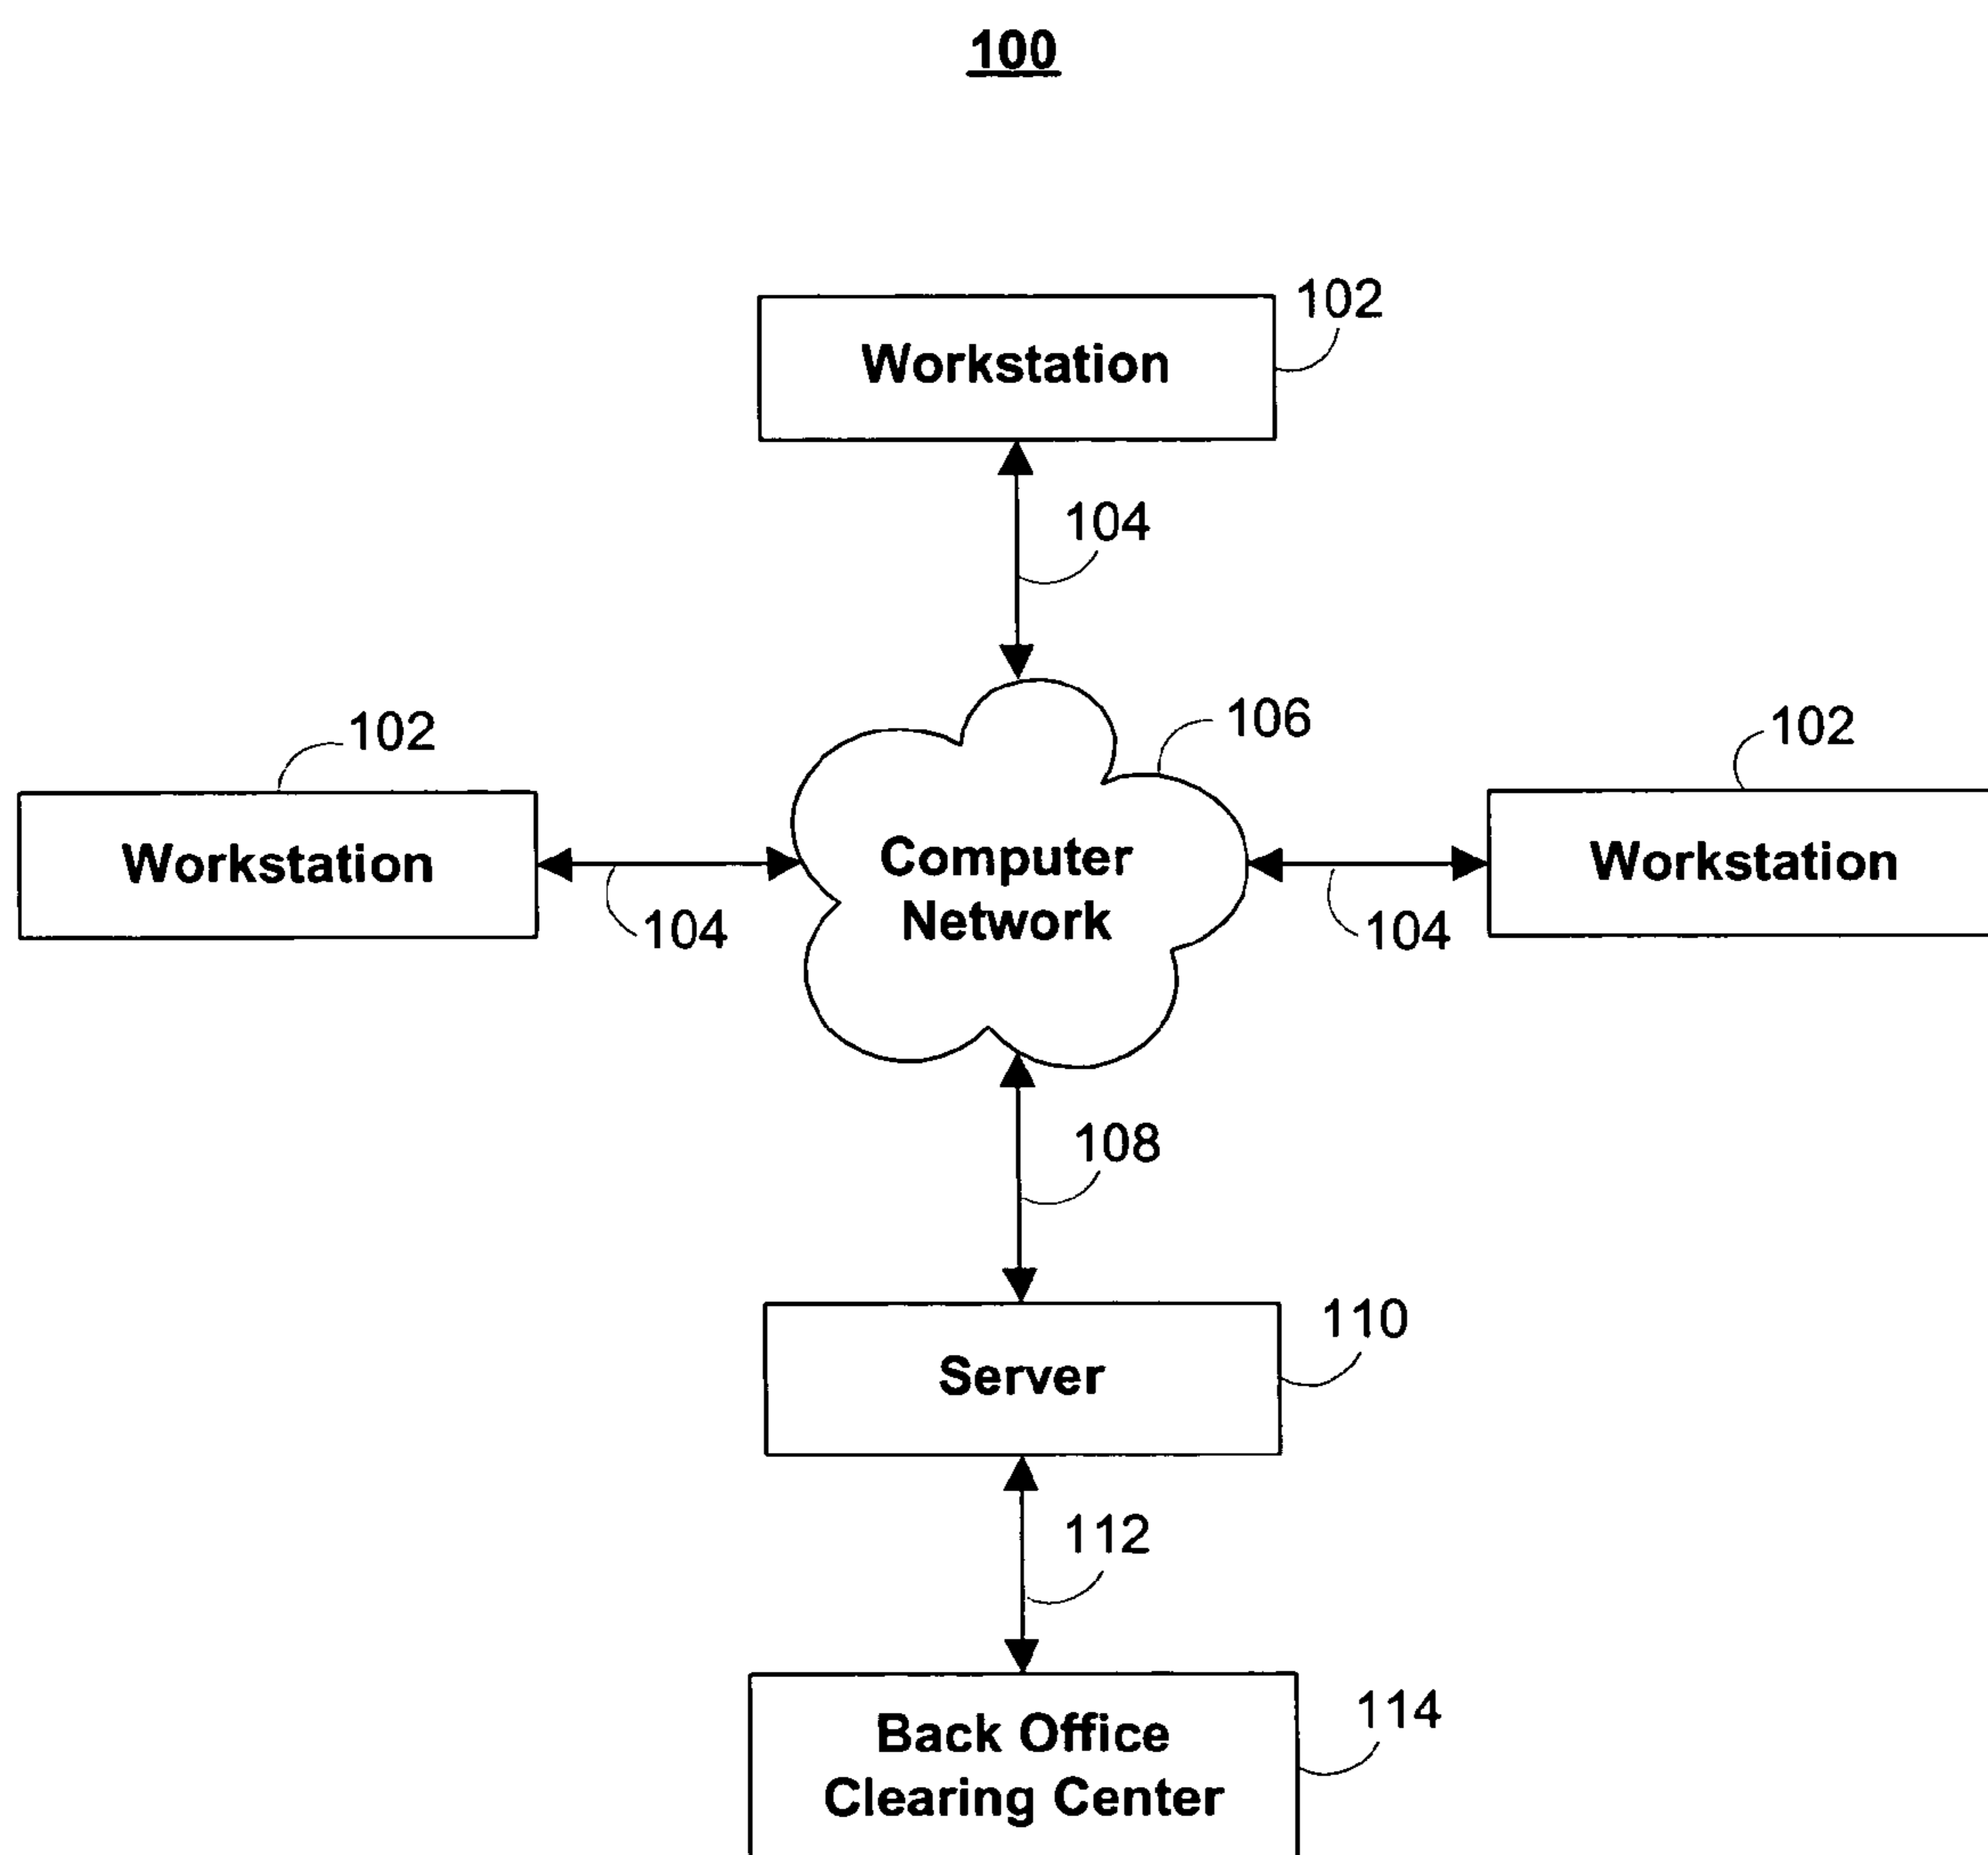 100
102
Workstation
104
106
102
102
Workstation
Computer
Network
Workstation
104
104
108
110
Server
112
114
Back Office
Clearing Center